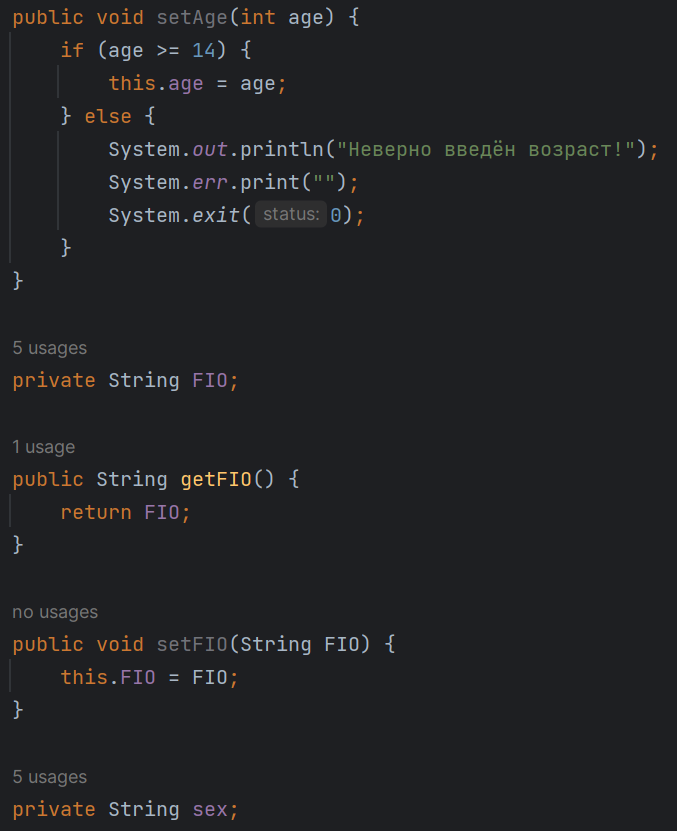 public void setAge(int age) {
if (age >= 14) {
this.age = age;
} else {
System.out.println("Неверно введён возраст!");
System.err.print("");
System.exit( status: 0);
}
}
5 usages
private String FIO;
1 usage
public String getFIO() {
return FIO;
}
no usages
public void setFIO(String FIO) {
this.FIO = FIO;
}
5 usages
private String sex;